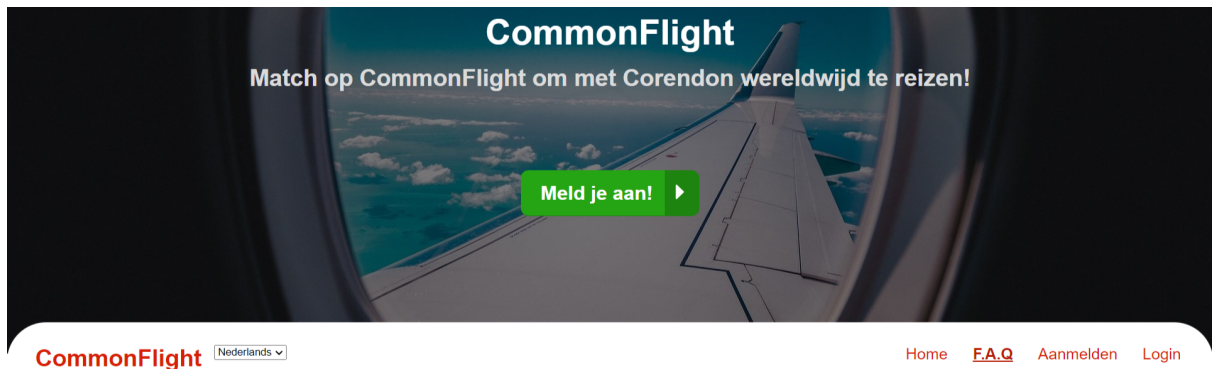 CommonFlight
Match op CommonFlight om met Corendon wereldwijd te reizen!
Meld je aan!
CommonFlight Nederlands Home F.A.Q Aanmelden Login